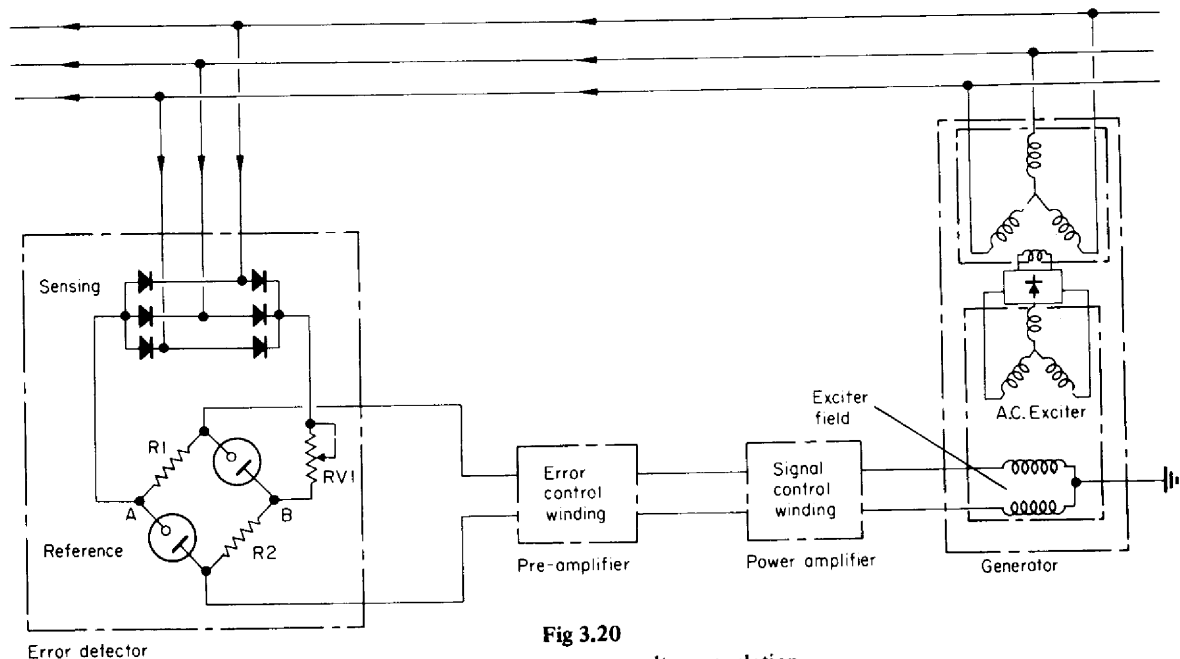 Sensing
R1
RV1
A
B
R2
Reference
Error detector
Error
control
winding
Pre-amplifier
Signal
control
winding
Power amplifier
Exciter
field
A.C. Exciter
Generator
Fig 3.20